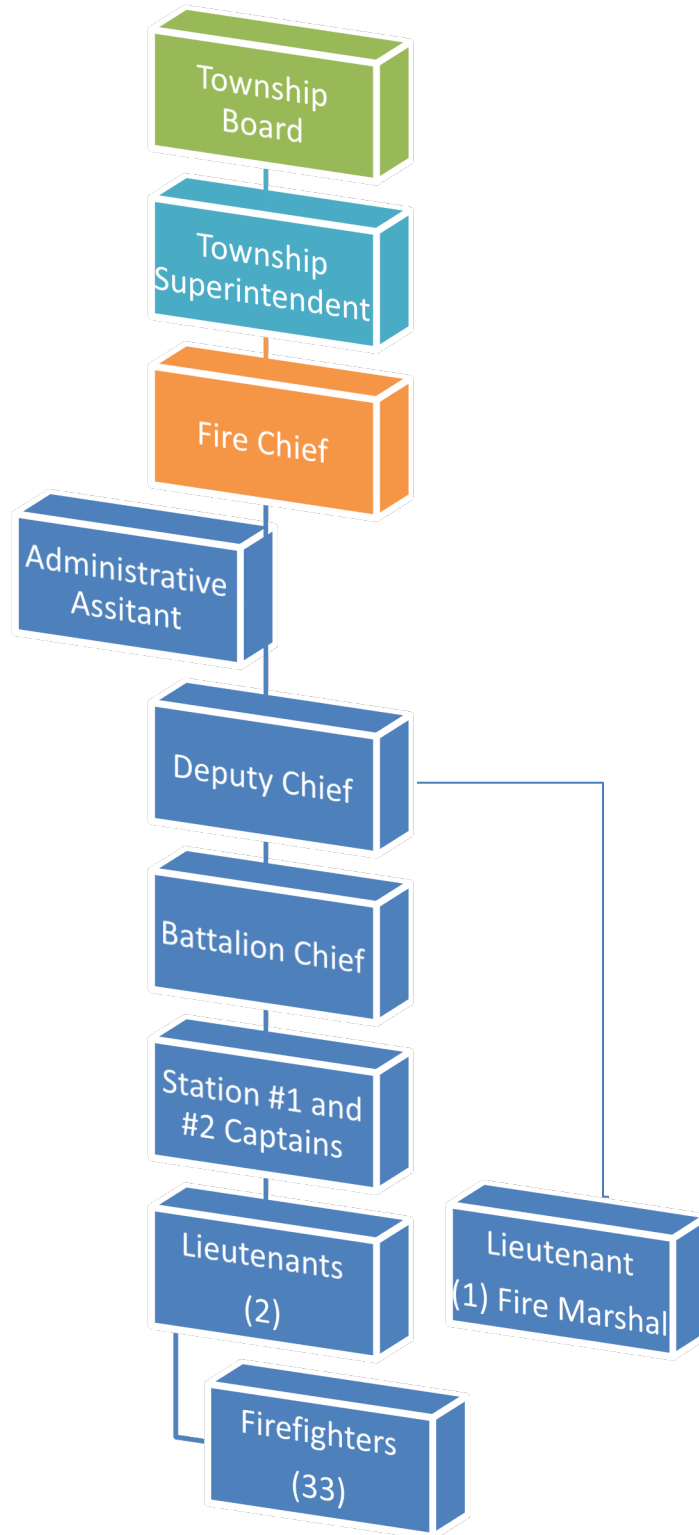 Township
Board
Township
Superintendent
Fire Chief
Administrative
Assitant
Deputy Chief
Battalion Chief
Station #1 and
#2 Captains
Lieutenants
(2)
Lieutenant
(1) Fire Marshal
Firefighters
(33)